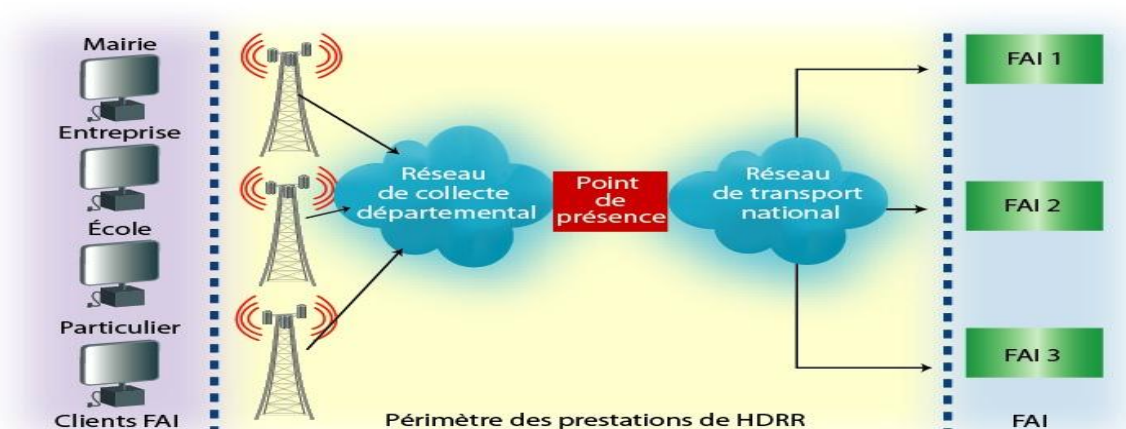 Mairie
Entreprise
École
Particulier
Clients FAI
Réseau
de collecte
départemental
Point
de
présence
Réseau
de transport
national
Périmètre des prestations de HDRR
FAI 1
FAI 2
FAI 3
FAI